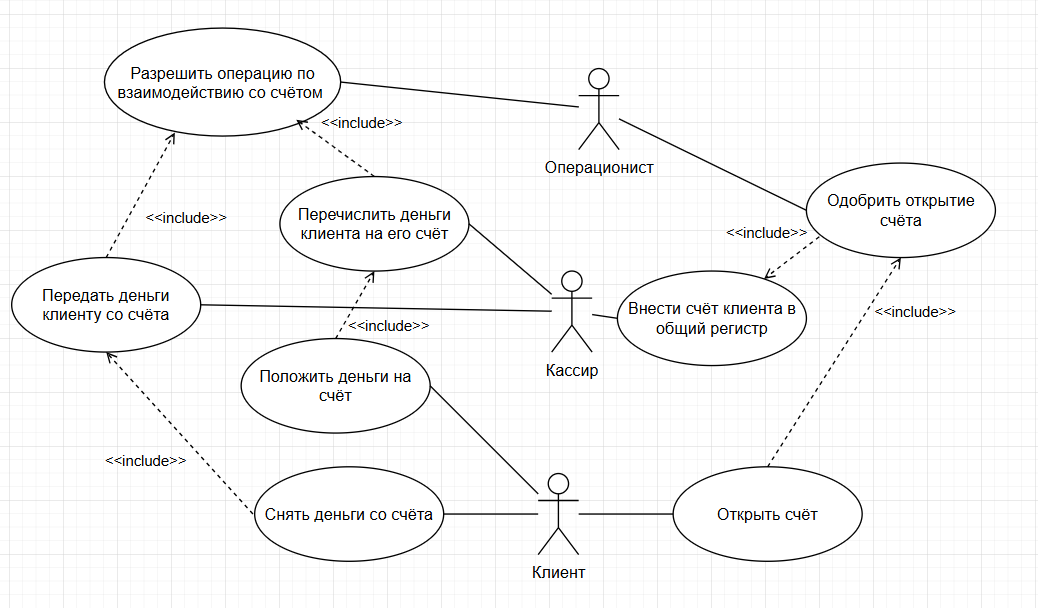 Разрешить операцию по
взаимодействию со счётом
<<include>>
Операционист
<<include>>
Перечислить деньги
клиента на его счёт
Одобрить открытие
счёта
<<include>>
Передать деньги
клиенту со счёта
Внести счёт клиента в
общий регистр
<<include>>
<<include>>
Кассир
Положить деньги на
счёт
<<include>>
Снять деньги со счёта
Открыть счёт
Клиент